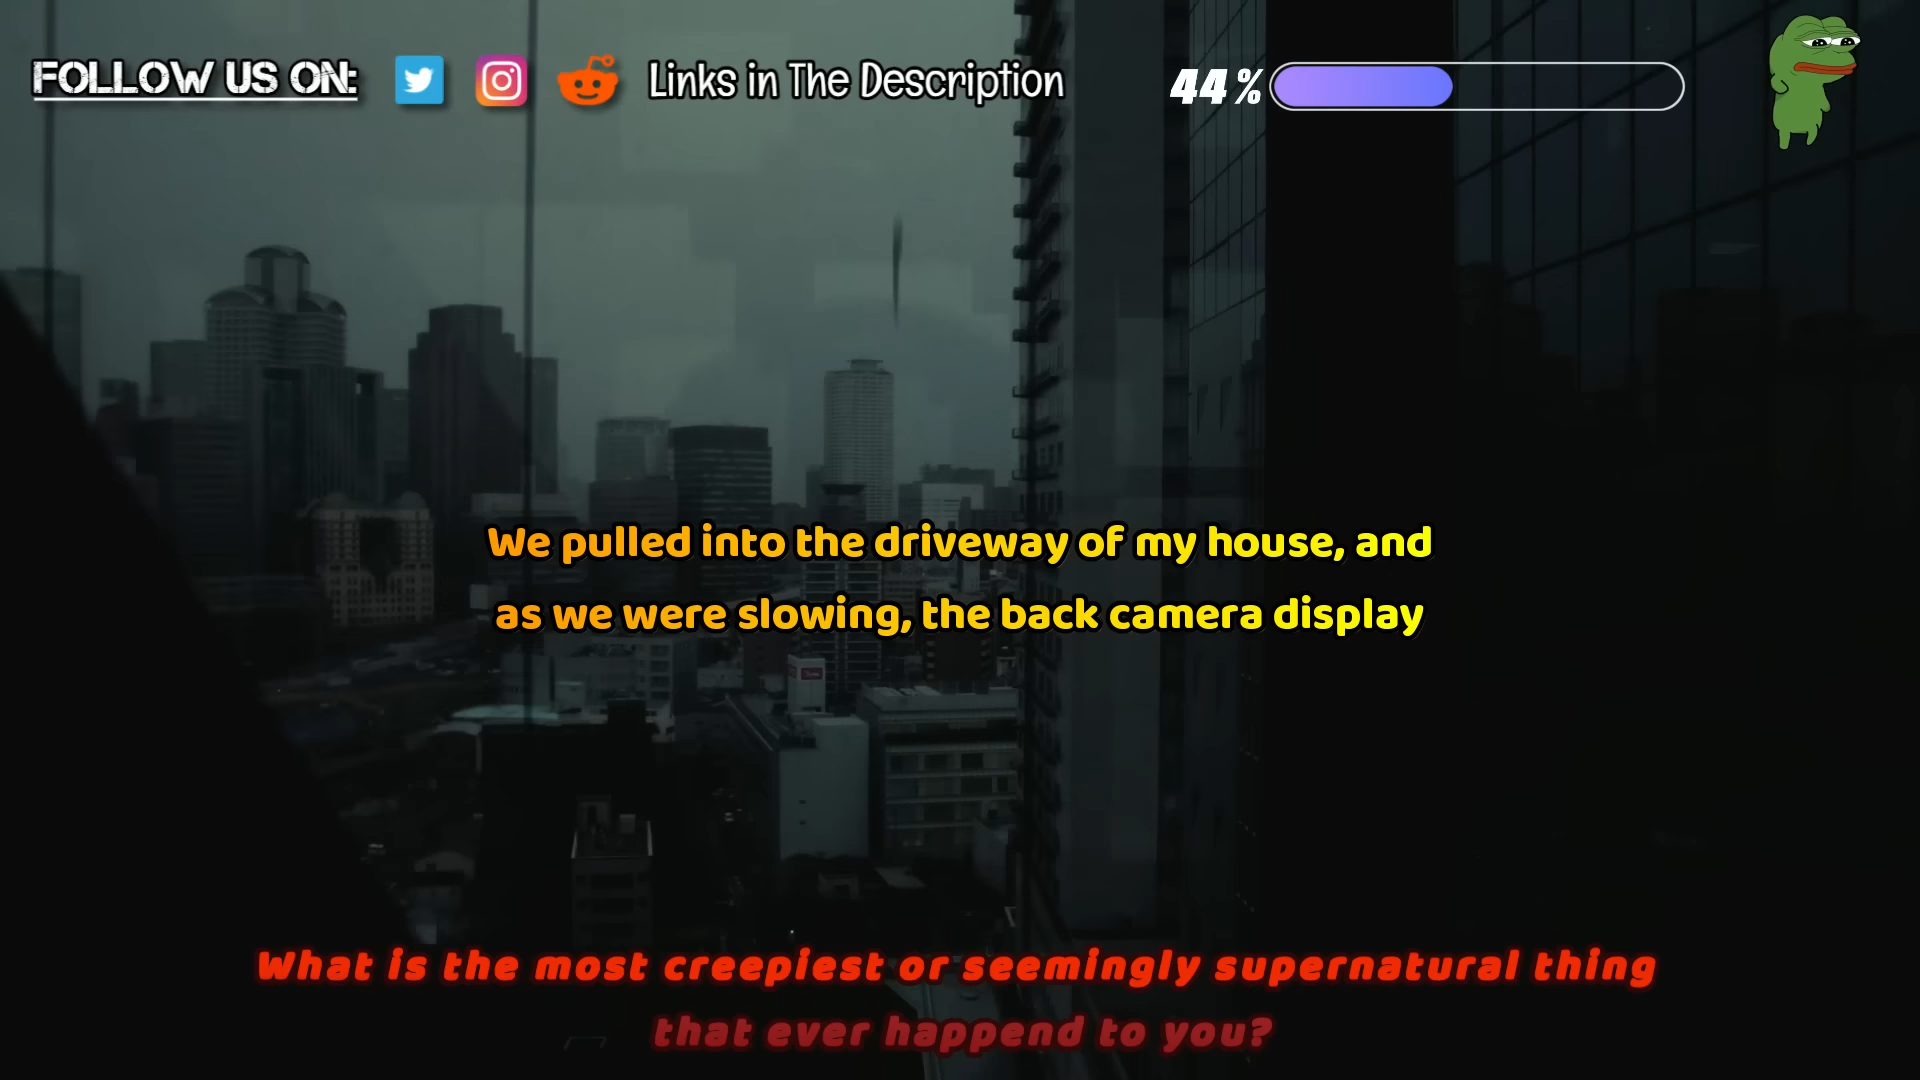 FOLLOW US ON: Links in The Description 44%
We pulled into the driveway of my house, and
as we were slowing, the back camera display
What is the most creepiest or seemingly supernatural thing
that ever happend to you?